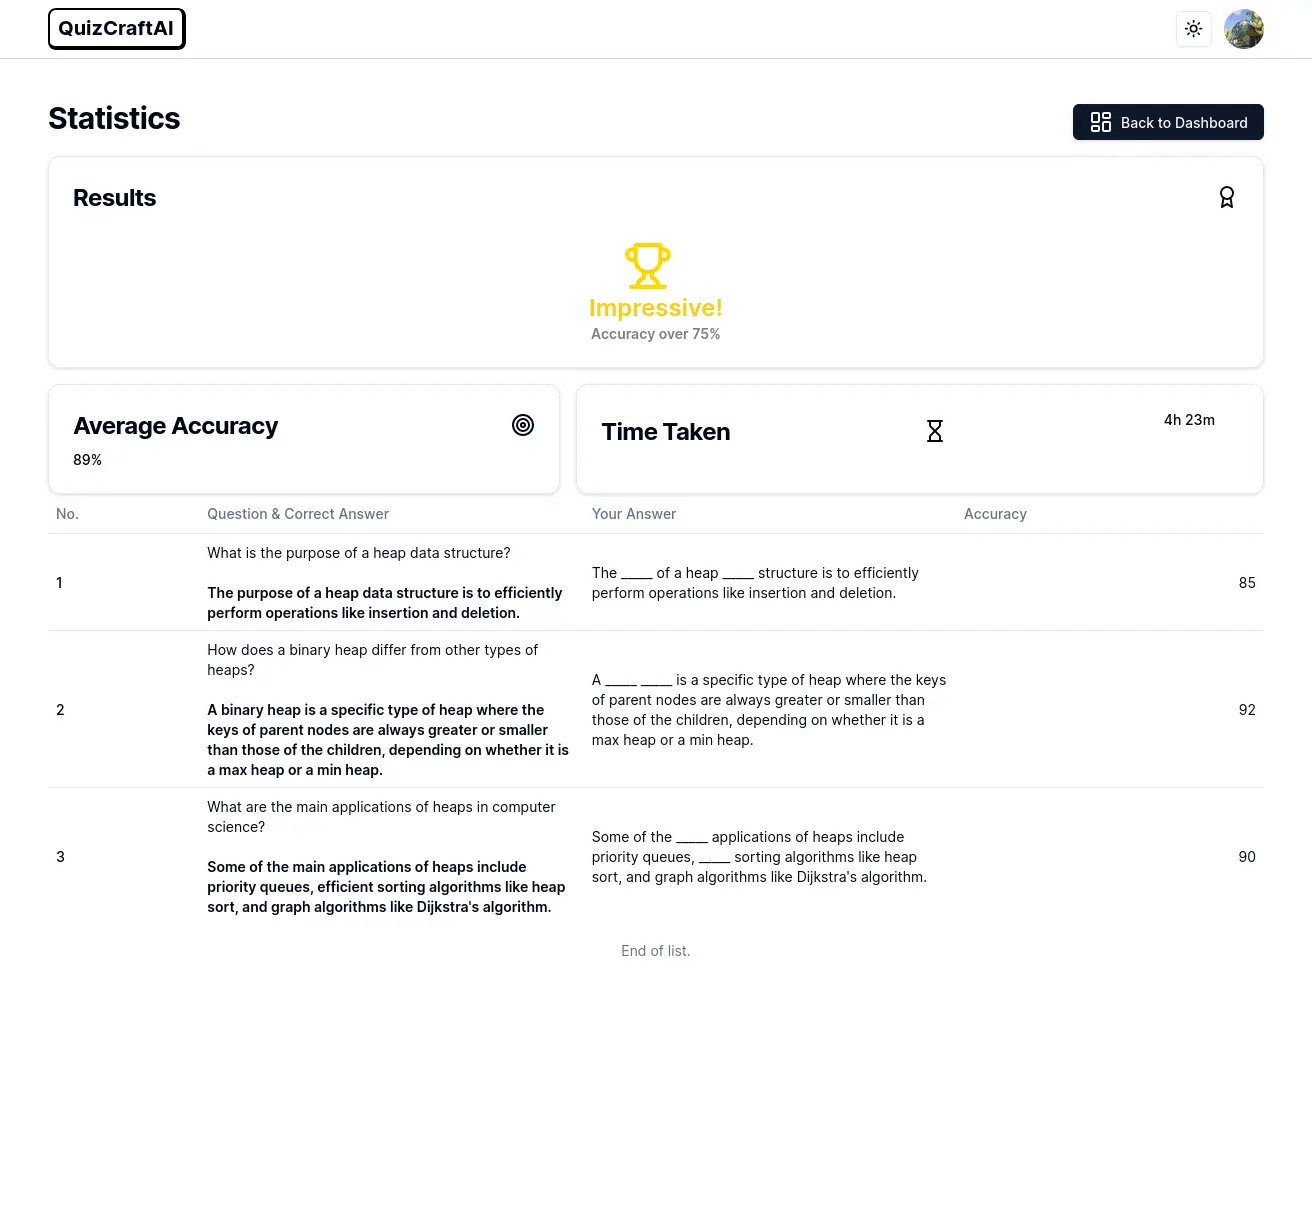 QuizCraftAI
Statistics
Back to Dashboard
Results
Impressive!
Accuracy over 75%
Average Accuracy
89%
Time Taken
4h 23m
No.
Question & Correct Answer
Your Answer
Accuracy
1
What is the purpose of a heap data structure?
The purpose of a heap data structure is to efficiently
perform operations like insertion and deletion.
The _____ of a heap _____ structure is to efficiently
perform operations like insertion and deletion.
85
2
How does a binary heap differ from other types of
heaps?
A binary heap is a specific type of heap where the
keys of parent nodes are always greater or smaller
than those of the children, depending on whether it is
a max heap or a min heap.
A _____ _____ is a specific type of heap where the keys
of parent nodes are always greater or smaller than
those of the children, depending on whether it is a
max heap or a min heap.
92
3
What are the main applications of heaps in computer
science?
Some of the main applications of heaps include
priority queues, efficient sorting algorithms like heap
sort, and graph algorithms like Dijkstra's algorithm.
Some of the _____ applications of heaps include
priority queues, _____ sorting algorithms like heap
sort, and graph algorithms like Dijkstra's algorithm.
90
End of list.